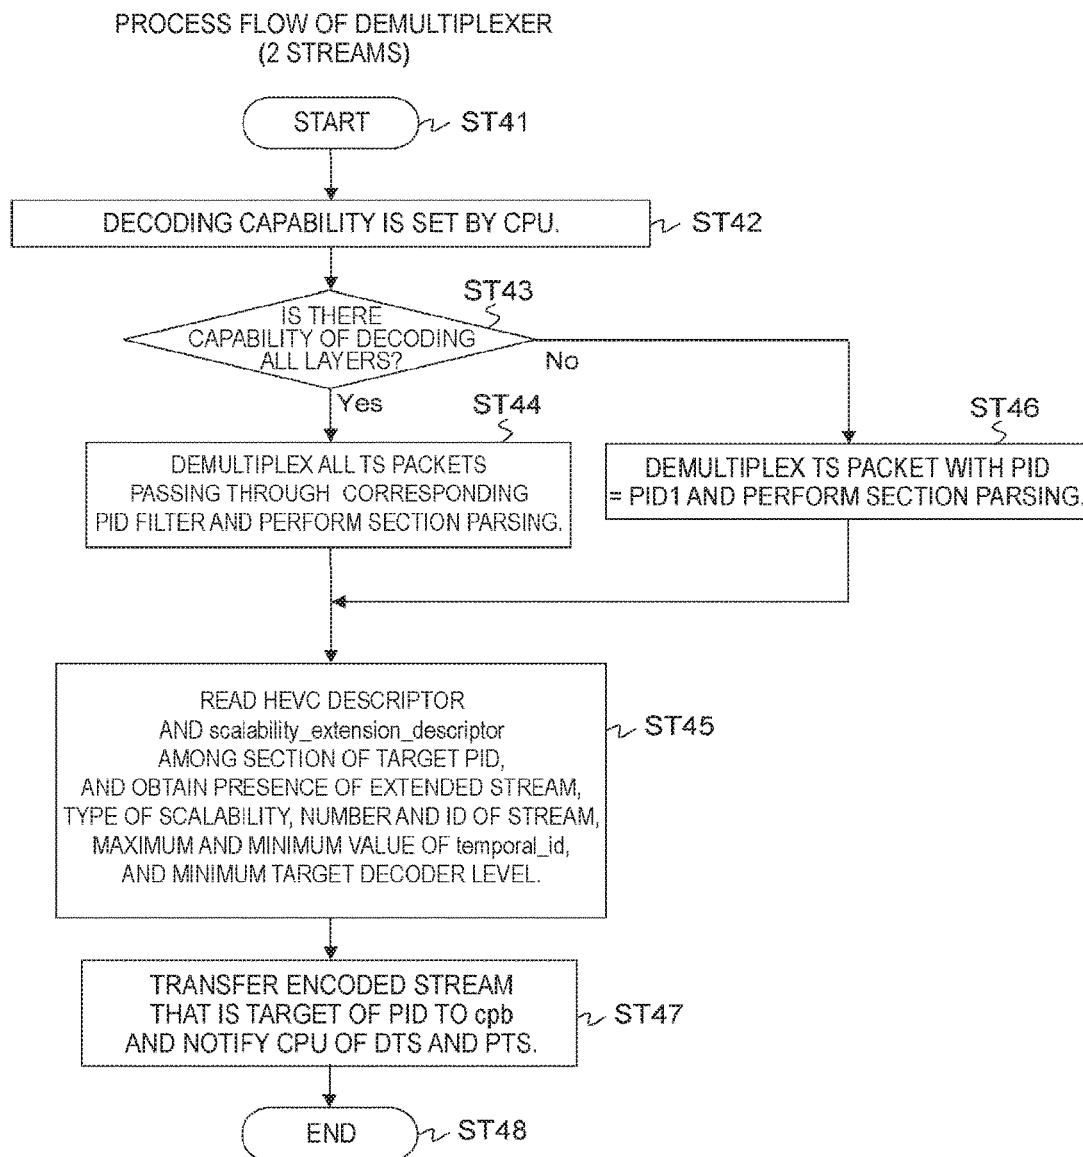 PROCESS FLOW OF DEMULTIPLEXER
(2 STREAMS)
START
ST41
DECODING CAPABILITY IS SET BY CPU.
ST42
ST43
IS THERE
CAPABILITY OF DECODING
ALL LAYERS?
No
Yes
ST44
DEMULTIPLEX ALL TS PACKETS
PASSING THROUGH CORRESPONDING
PID FILTER AND PERFORM SECTION PARSING.
ST46
DEMULTIPLEX TS PACKET WITH PID
= PID1 AND PERFORM SECTION PARSING.
READ HEVC DESCRIPTOR
AND scalability_extension_descriptor
AMONG SECTION OF TARGET PID,
AND OBTAIN PRESENCE OF EXTENDED STREAM,
TYPE OF SCALABILITY, NUMBER AND ID OF STREAM,
MAXIMUM AND MINIMUM VALUE OF temporal_id,
AND MINIMUM TARGET DECODER LEVEL.
ST45
TRANSFER ENCODED STREAM
THAT IS TARGET OF PID TO cpb
AND NOTIFY CPU OF DTS AND PTS.
ST47
END
ST48